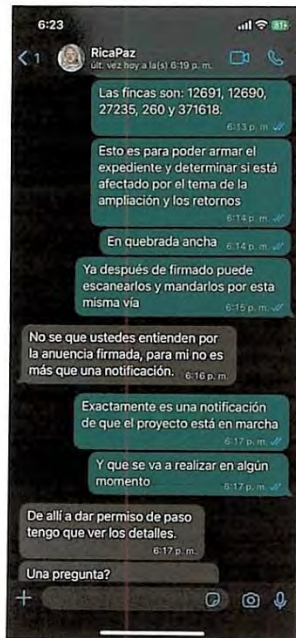 6:23
81
1
RicaPaz
últ. vez hoy a la(s) 6:19 p. m.
Las fincas son: 12691, 12690,
27235, 260 y 371618.
6:13 p. m.
Esto es para poder armar el
expediente y determinar si está
afectado por el tema de la
ampliación y los retornos
6:14 p. m.
En quebrada ancha 6:14 p. m.
Ya después de firmado puede
escanearlos y mandarlos por esta
misma vía
6:15 p. m.
No se que ustedes entienden por
la anuencia firmada, para mi no es
más que una notificación. 6:16 p. m.
Exactamente es una notificación
de que el proyecto está en marcha
6:17 p. m.
Y que se va a realizar en algún
momento
6:17 p. m.
De allí a dar permiso de paso
tengo que ver los detalles.
6:17 p. m.
Una pregunta?